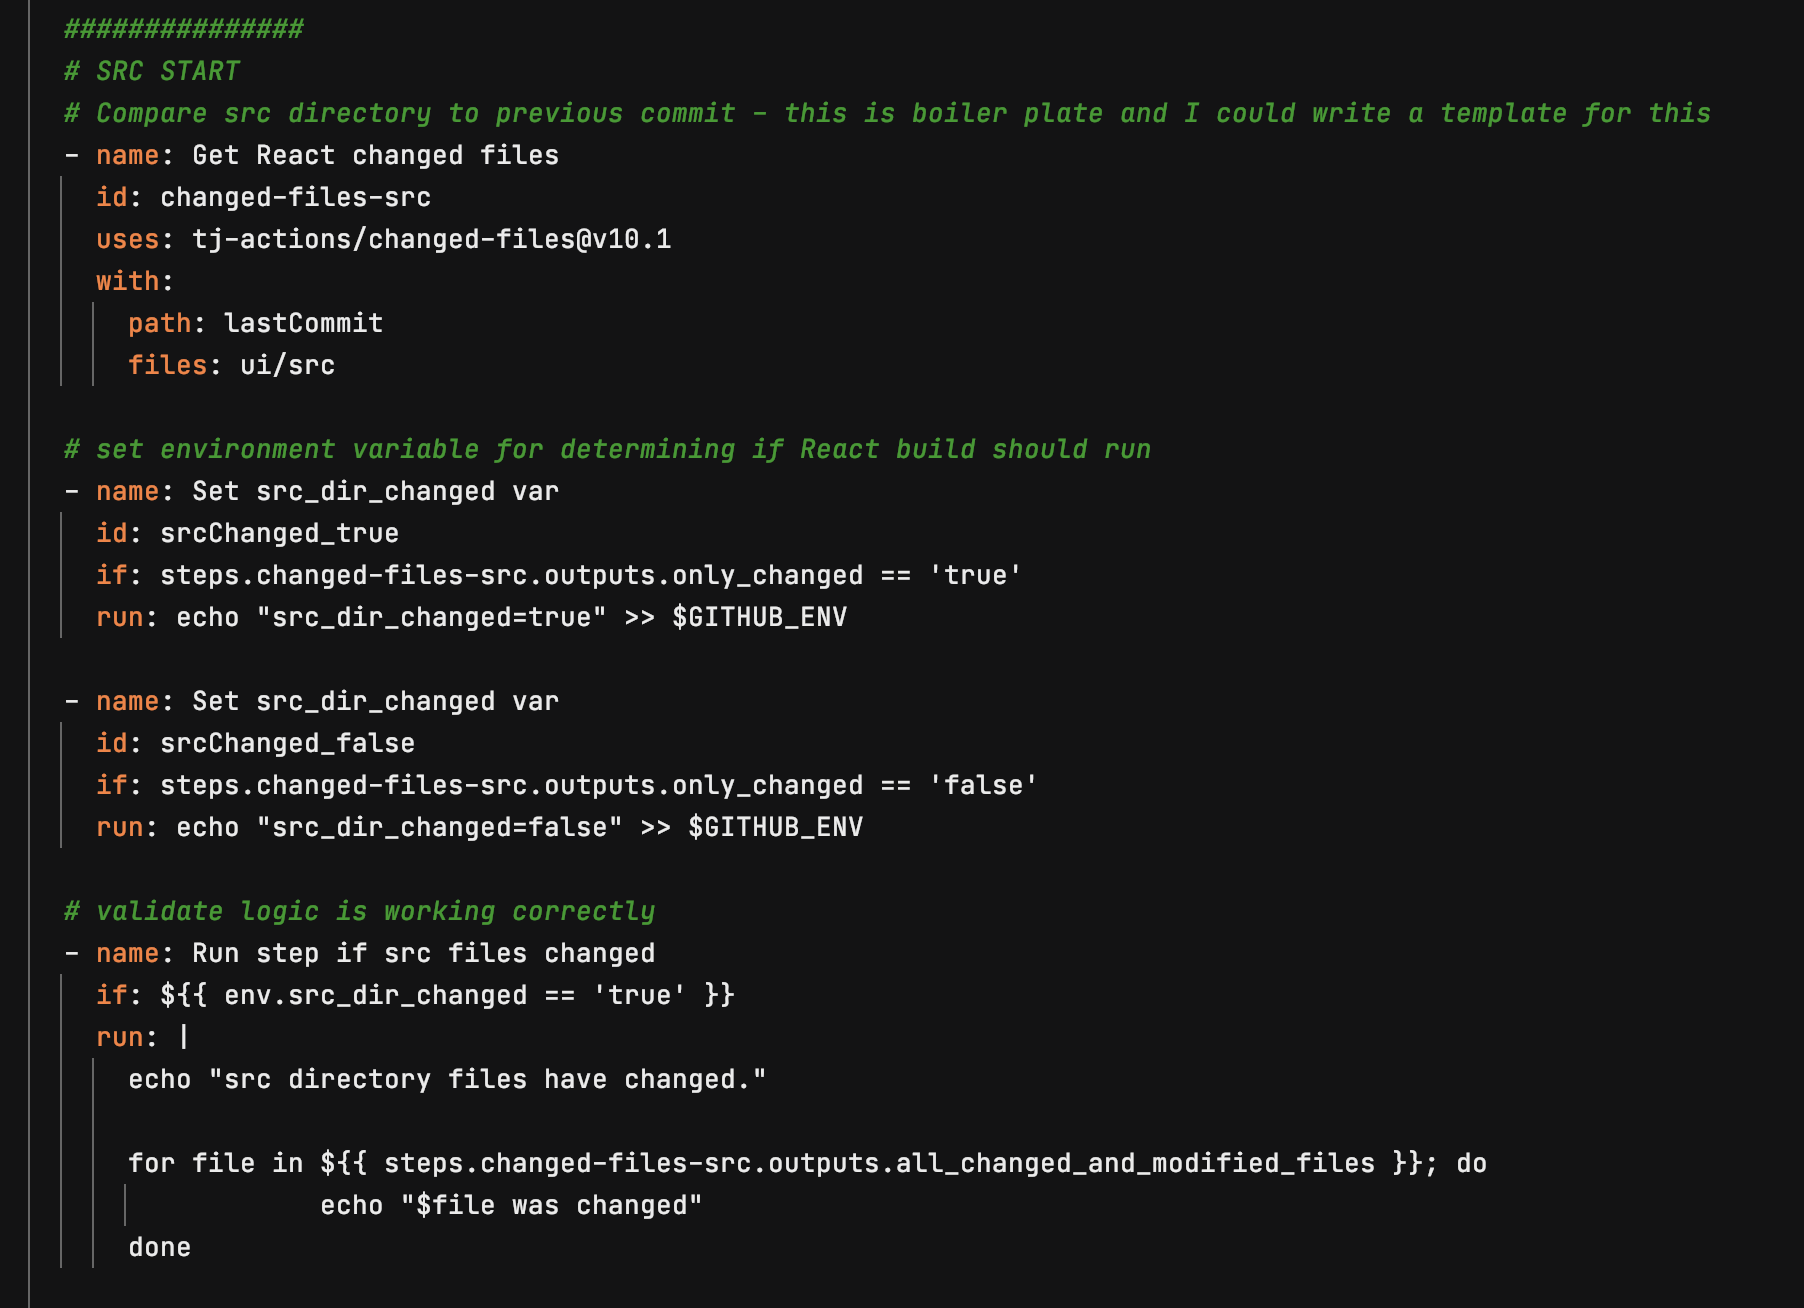 ###############
# SRC START
# Compare src directory to previous commit - this is boiler plate and I could write a template for this
- name: Get React changed files
id: changed-files-src
uses: tj-actions/changed-files@v10.1
with:
path: lastCommit
files: ui/src
# set environment variable for determining if React build should run
- name: Set src_dir_changed var
id: srcChanged_true
if: steps.changed-files-src.outputs.only_changed == 'true'
run: echo "src_dir_changed=true" >> $GITHUB_ENV
- name: Set src_dir_changed var
id: srcChanged_false
if: steps.changed-files-src.outputs.only_changed == 'false'
run: echo "src_dir_changed=false" >> $GITHUB_ENV
# validate logic is working correctly
- name: Run step if src files changed
if: ${{ env.src_dir_changed == 'true' }}
run: |
echo "src directory files have changed."
for file in ${{ steps.changed-files-src.outputs.all_changed_and_modified_files }}; do
echo "$file was changed"
done